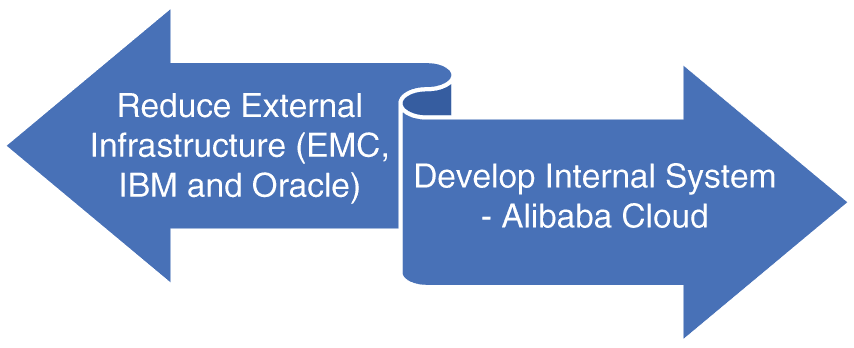 Reduce External
Infrastructure (EMC,
IBM and Oracle)
Develop Internal System
- Alibaba Cloud